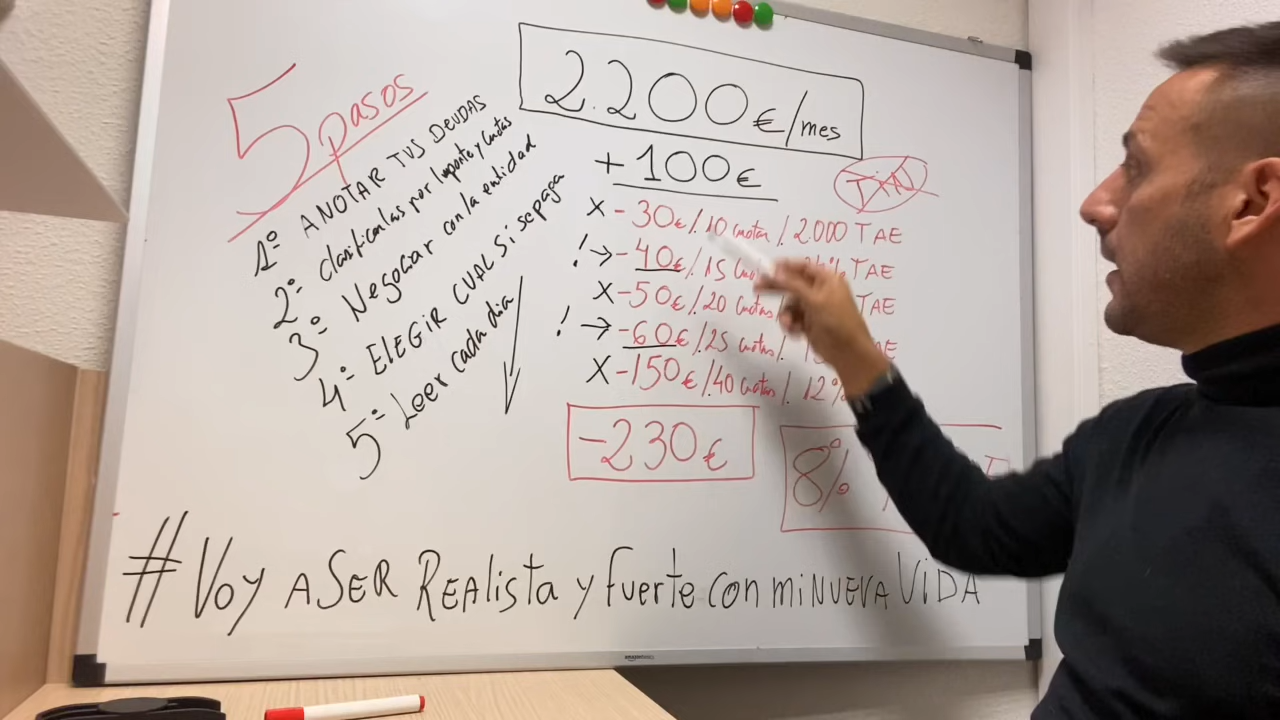 5 pasos
1º ANOTAR TUS DEUDAS
2º clasificarlas por Importe y Cuotas
3º Negociar con la entidad
4º ELEGIR CUAL Si se paga
5º Leer cada dia
2.200€/mes
+100€
TIN
X -30€/.10 cuotas/.2.000 TAE
!→ -40€/.15 TAE
X -50€/.20 cuotas/
!→ -60€/.25 cuotas/.
X -150€/.40 cuotas/.12%
-230€
8%
#Voy A SER REAlista y fuerte con mi NUEVA ViDA
amazonbasics